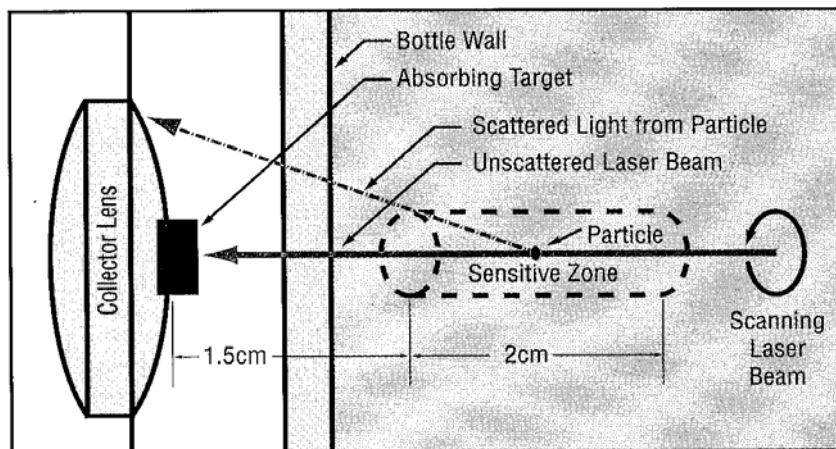 Bottle Wall
Absorbing Target
Scattered Light from Particle
Unscattered Laser Beam
Collector Lens
Particle
Sensitive Zone
1.5cm
2cm
Scanning
Laser
Beam